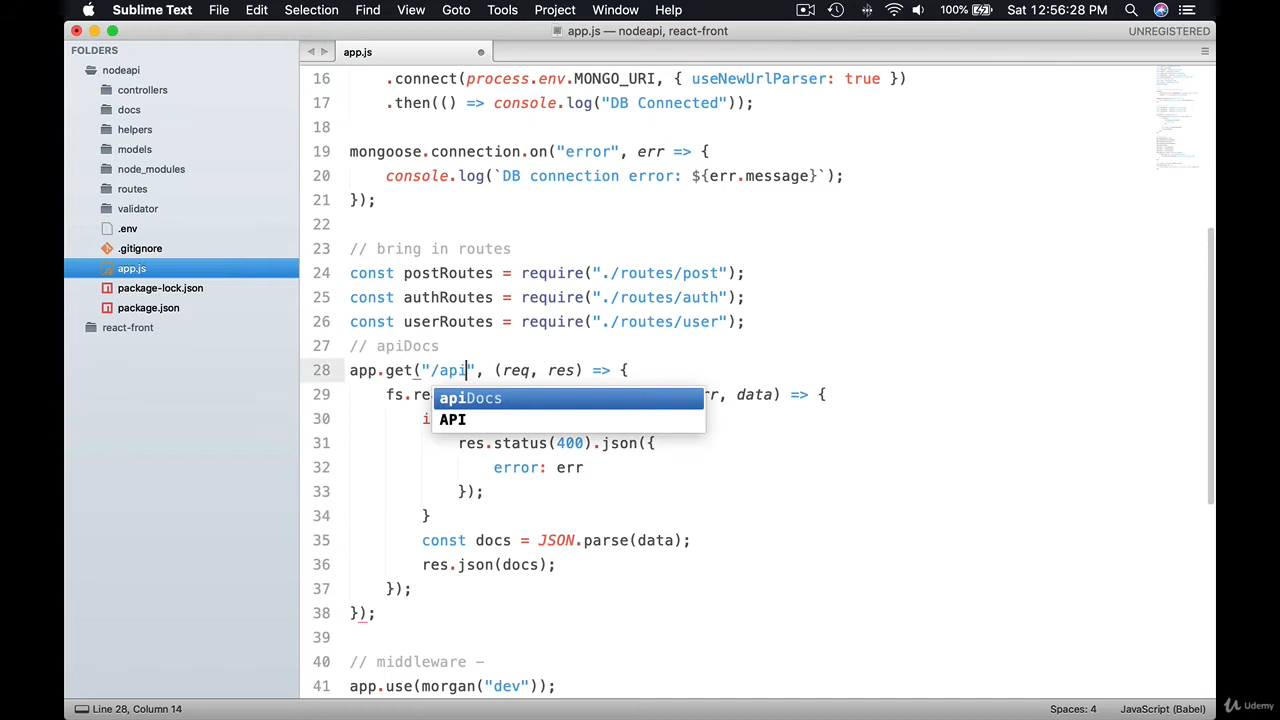 Sublime Text File Edit Selection Find View Goto Tools Project Window Help 100% Sat 12:56:28 PM
app.js — nodeapi, react-front UNREGISTERED
FOLDERS
nodeapi
controllers
docs
helpers
models
node_modules
routes
validator
.env
.gitignore
app.js
package-lock.json
package.json
react-front
app.js
16 .connect(process.env.MONGO_URI, { useNewUrlParser: true })
17 .then(() => console.log("DB Connected"));
18
19 mongoose.connection.on("error", err => {
20 console.log(`DB connection error: ${err.message}`);
21 });
22
23 // bring in routes
24 const postRoutes = require("./routes/post");
25 const authRoutes = require("./routes/auth");
26 const userRoutes = require("./routes/user");
27 // apiDocs
28 app.get("/api", (req, res) => {
29 fs.re rr, data) => {
apiDocs
API
30 i
31 res.status(400).json({
32 error: err
33 });
34 }
35 const docs = JSON.parse(data);
36 res.json(docs);
37 });
38 });
39
40 // middleware -
41 app.use(morgan("dev"));
Line 28, Column 14 Spaces: 4 JavaScript (Babel)
Udemy